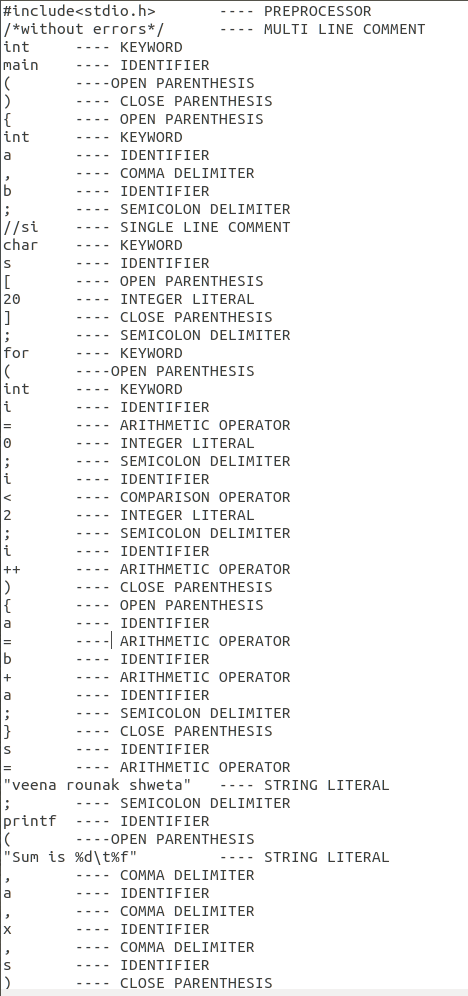 #include<stdio.h>       ---- PREPROCESSOR
/*without errors*/      ---- MULTI LINE COMMENT
int     ---- KEYWORD
main    ---- IDENTIFIER
(       ----OPEN PARENTHESIS
)       ---- CLOSE PARENTHESIS
{       ---- OPEN PARENTHESIS
int     ---- KEYWORD
a       ---- IDENTIFIER
,       ---- COMMA DELIMITER
b       ---- IDENTIFIER
;       ---- SEMICOLON DELIMITER
//si    ---- SINGLE LINE COMMENT
char    ---- KEYWORD
s       ---- IDENTIFIER
[       ---- OPEN PARENTHESIS
20      ---- INTEGER LITERAL
]       ---- CLOSE PARENTHESIS
;       ---- SEMICOLON DELIMITER
for     ---- KEYWORD
(       ----OPEN PARENTHESIS
int     ---- KEYWORD
i       ---- IDENTIFIER
=       ---- ARITHMETIC OPERATOR
0       ---- INTEGER LITERAL
;       ---- SEMICOLON DELIMITER
i       ---- IDENTIFIER
<       ---- COMPARISON OPERATOR
2       ---- INTEGER LITERAL
;       ---- SEMICOLON DELIMITER
i       ---- IDENTIFIER
++      ---- ARITHMETIC OPERATOR
)       ---- CLOSE PARENTHESIS
{       ---- OPEN PARENTHESIS
a       ---- IDENTIFIER
=       ---- ARITHMETIC OPERATOR
b       ---- IDENTIFIER
+       ---- ARITHMETIC OPERATOR
a       ---- IDENTIFIER
;       ---- SEMICOLON DELIMITER
}       ---- CLOSE PARENTHESIS
s       ---- IDENTIFIER
=       ---- ARITHMETIC OPERATOR
"veena rounak shweta"   ---- STRING LITERAL
;       ---- SEMICOLON DELIMITER
printf  ---- IDENTIFIER
(       ----OPEN PARENTHESIS
"Sum is %d\t%f"         ---- STRING LITERAL
,       ---- COMMA DELIMITER
a       ---- IDENTIFIER
,       ---- COMMA DELIMITER
x       ---- IDENTIFIER
,       ---- COMMA DELIMITER
s       ---- IDENTIFIER
)       ---- CLOSE PARENTHESIS